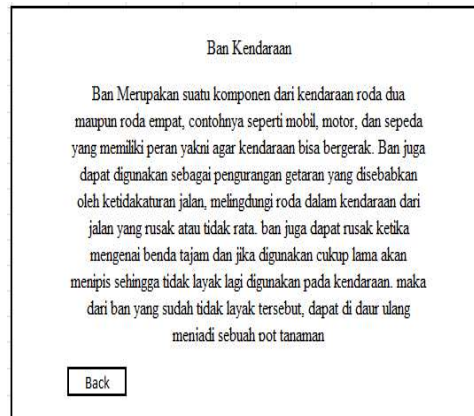 Ban Kendaraan
Ban Merupakan suatu komponen dari kendaraan roda dua
maupun roda empat, contohnya seperti mobil, motor, dan sepeda
yang memiliki peran yakni agar kendaraan bisa bergerak. Ban juga
dapat digunakan sebagai pengurangan getaran yang disebabkan
oleh ketidakaturan jalan, melingdungi roda dalam kendaraan dari
jalan yang rusak atau tidak rata. ban juga dapat rusak ketika
mengenai benda tajam dan jika digunakan cukup lama akan
menipis sehingga tidak layak lagi digunakan pada kendaraan. maka
dari ban yang sudah tidak layak tersebut, dapat di daur ulang
menjadi sebuah pot tanaman
Back